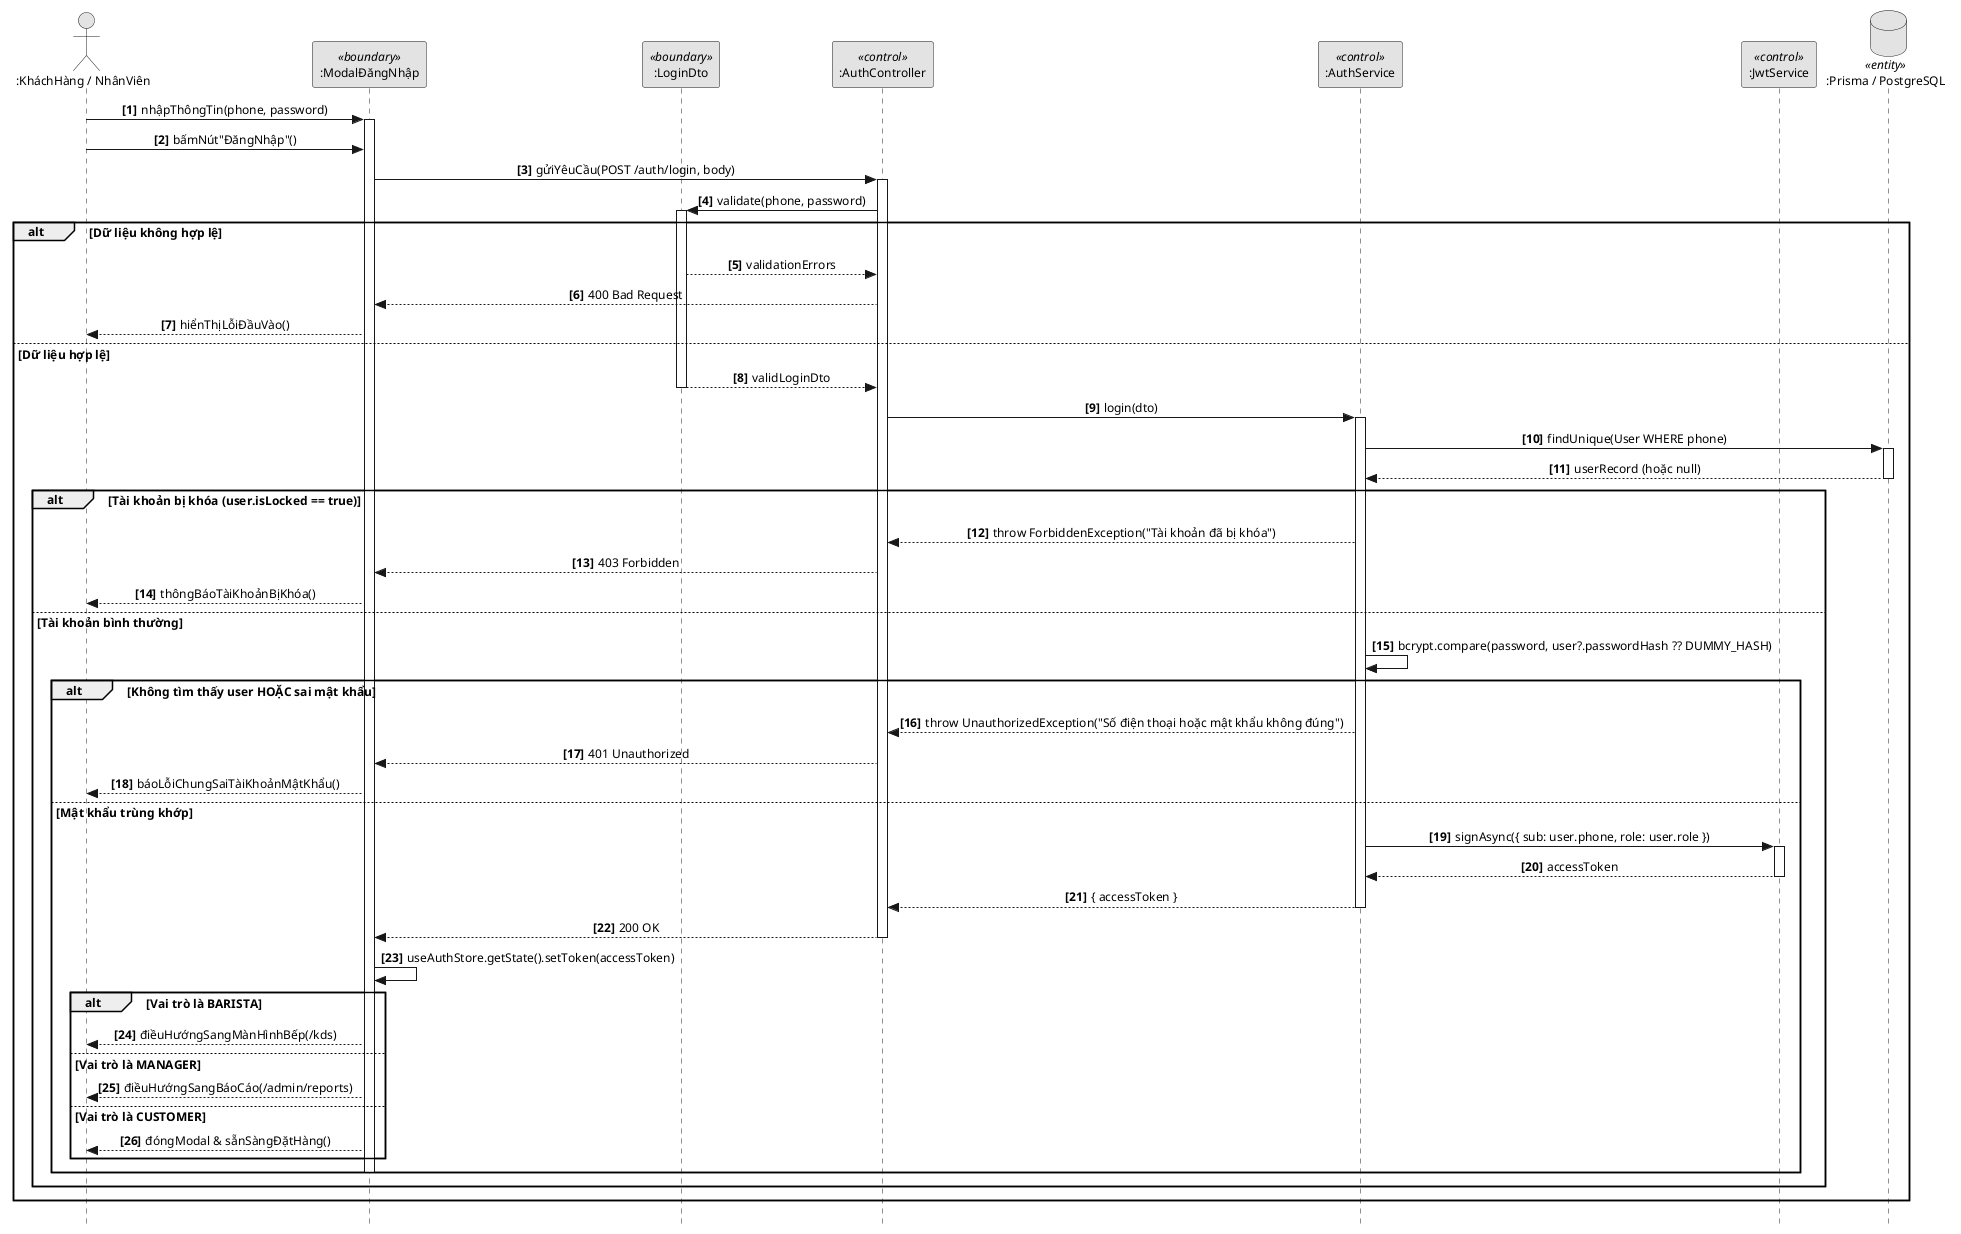 :KháchHàng / NhânViên
«boundary»
:ModalĐăngNhập
«boundary»
:LoginDto
«control»
:AuthController
«control»
:AuthService
«control»
:JwtService
«entity»
:Prisma / PostgreSQL
[1] nhậpThôngTin(phone, password)
[2] bấmNút"ĐăngNhập"()
[3] gửiYêuCầu(POST /auth/login, body)
[4] validate(phone, password)
alt [Dữ liệu không hợp lệ]
[5] validationErrors
[6] 400 Bad Request
[7] hiểnThịLỗiĐầuVào()
[Dữ liệu hợp lệ]
[8] validLoginDto
[9] login(dto)
[10] findUnique(User WHERE phone)
[11] userRecord (hoặc null)
alt [Tài khoản bị khóa (user.isLocked == true)]
[12] throw ForbiddenException("Tài khoản đã bị khóa")
[13] 403 Forbidden
[14] thôngBáoTàiKhoảnBịKhóa()
[Tài khoản bình thường]
[15] bcrypt.compare(password, user?.passwordHash ?? DUMMY_HASH)
alt [Không tìm thấy user HOẶC sai mật khẩu]
[16] throw UnauthorizedException("Số điện thoại hoặc mật khẩu không đúng")
[17] 401 Unauthorized
[18] báoLỗiChungSaiTàiKhoảnMậtKhẩu()
[Mật khẩu trùng khớp]
[19] signAsync({ sub: user.phone, role: user.role })
[20] accessToken
[21] { accessToken }
[22] 200 OK
[23] useAuthStore.getState().setToken(accessToken)
alt [Vai trò là BARISTA]
[24] điềuHướngSangMànHìnhBếp(/kds)
[Vai trò là MANAGER]
[25] điềuHướngSangBáoCáo(/admin/reports)
[Vai trò là CUSTOMER]
[26] đóngModal & sẵnSàngĐặtHàng()